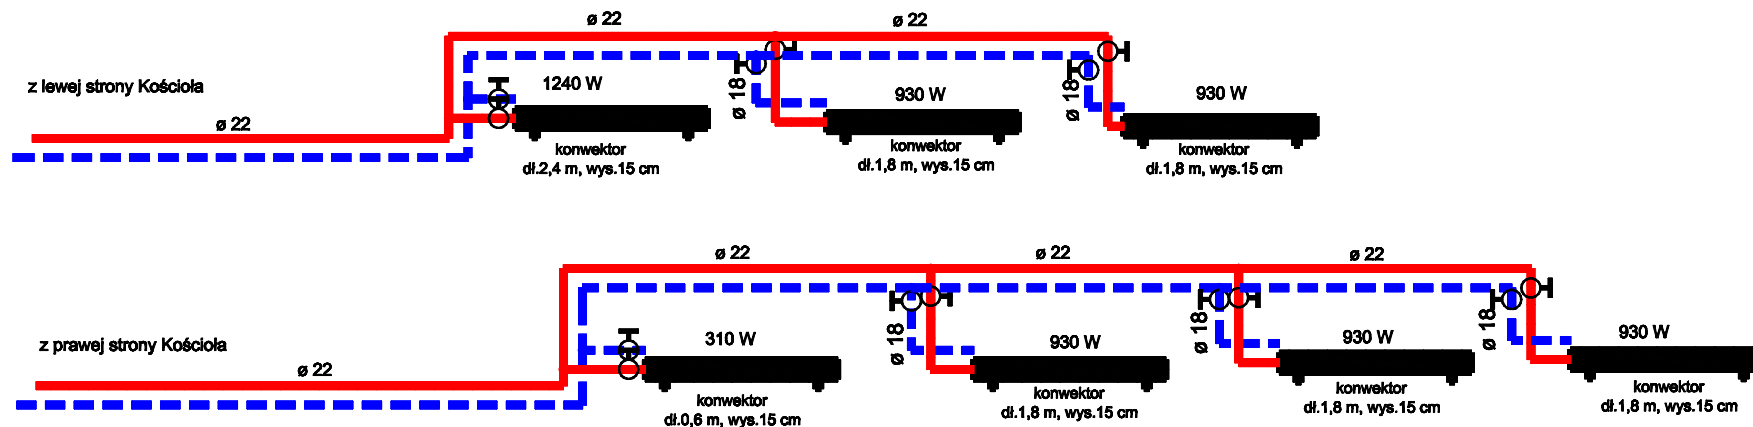 ø 22
ø 22
z lewej strony Kościoła
1240 W
ø 18
930 W
ø 18
930 W
ø 22
konwektor
dł.2,4 m, wys.15 cm
konwektor
dł.1,8 m, wys.15 cm
konwektor
dł.1,8 m, wys.15 cm
ø 22
ø 22
ø 22
z prawej strony Kościoła
310 W
ø 18
930 W
ø 18
930 W
ø 18
930 W
ø 22
konwektor
dł.0,6 m, wys.15 cm
konwektor
dł.1,8 m, wys.15 cm
konwektor
dł.1,8 m, wys.15 cm
konwektor
dł.1,8 m, wys.15 cm